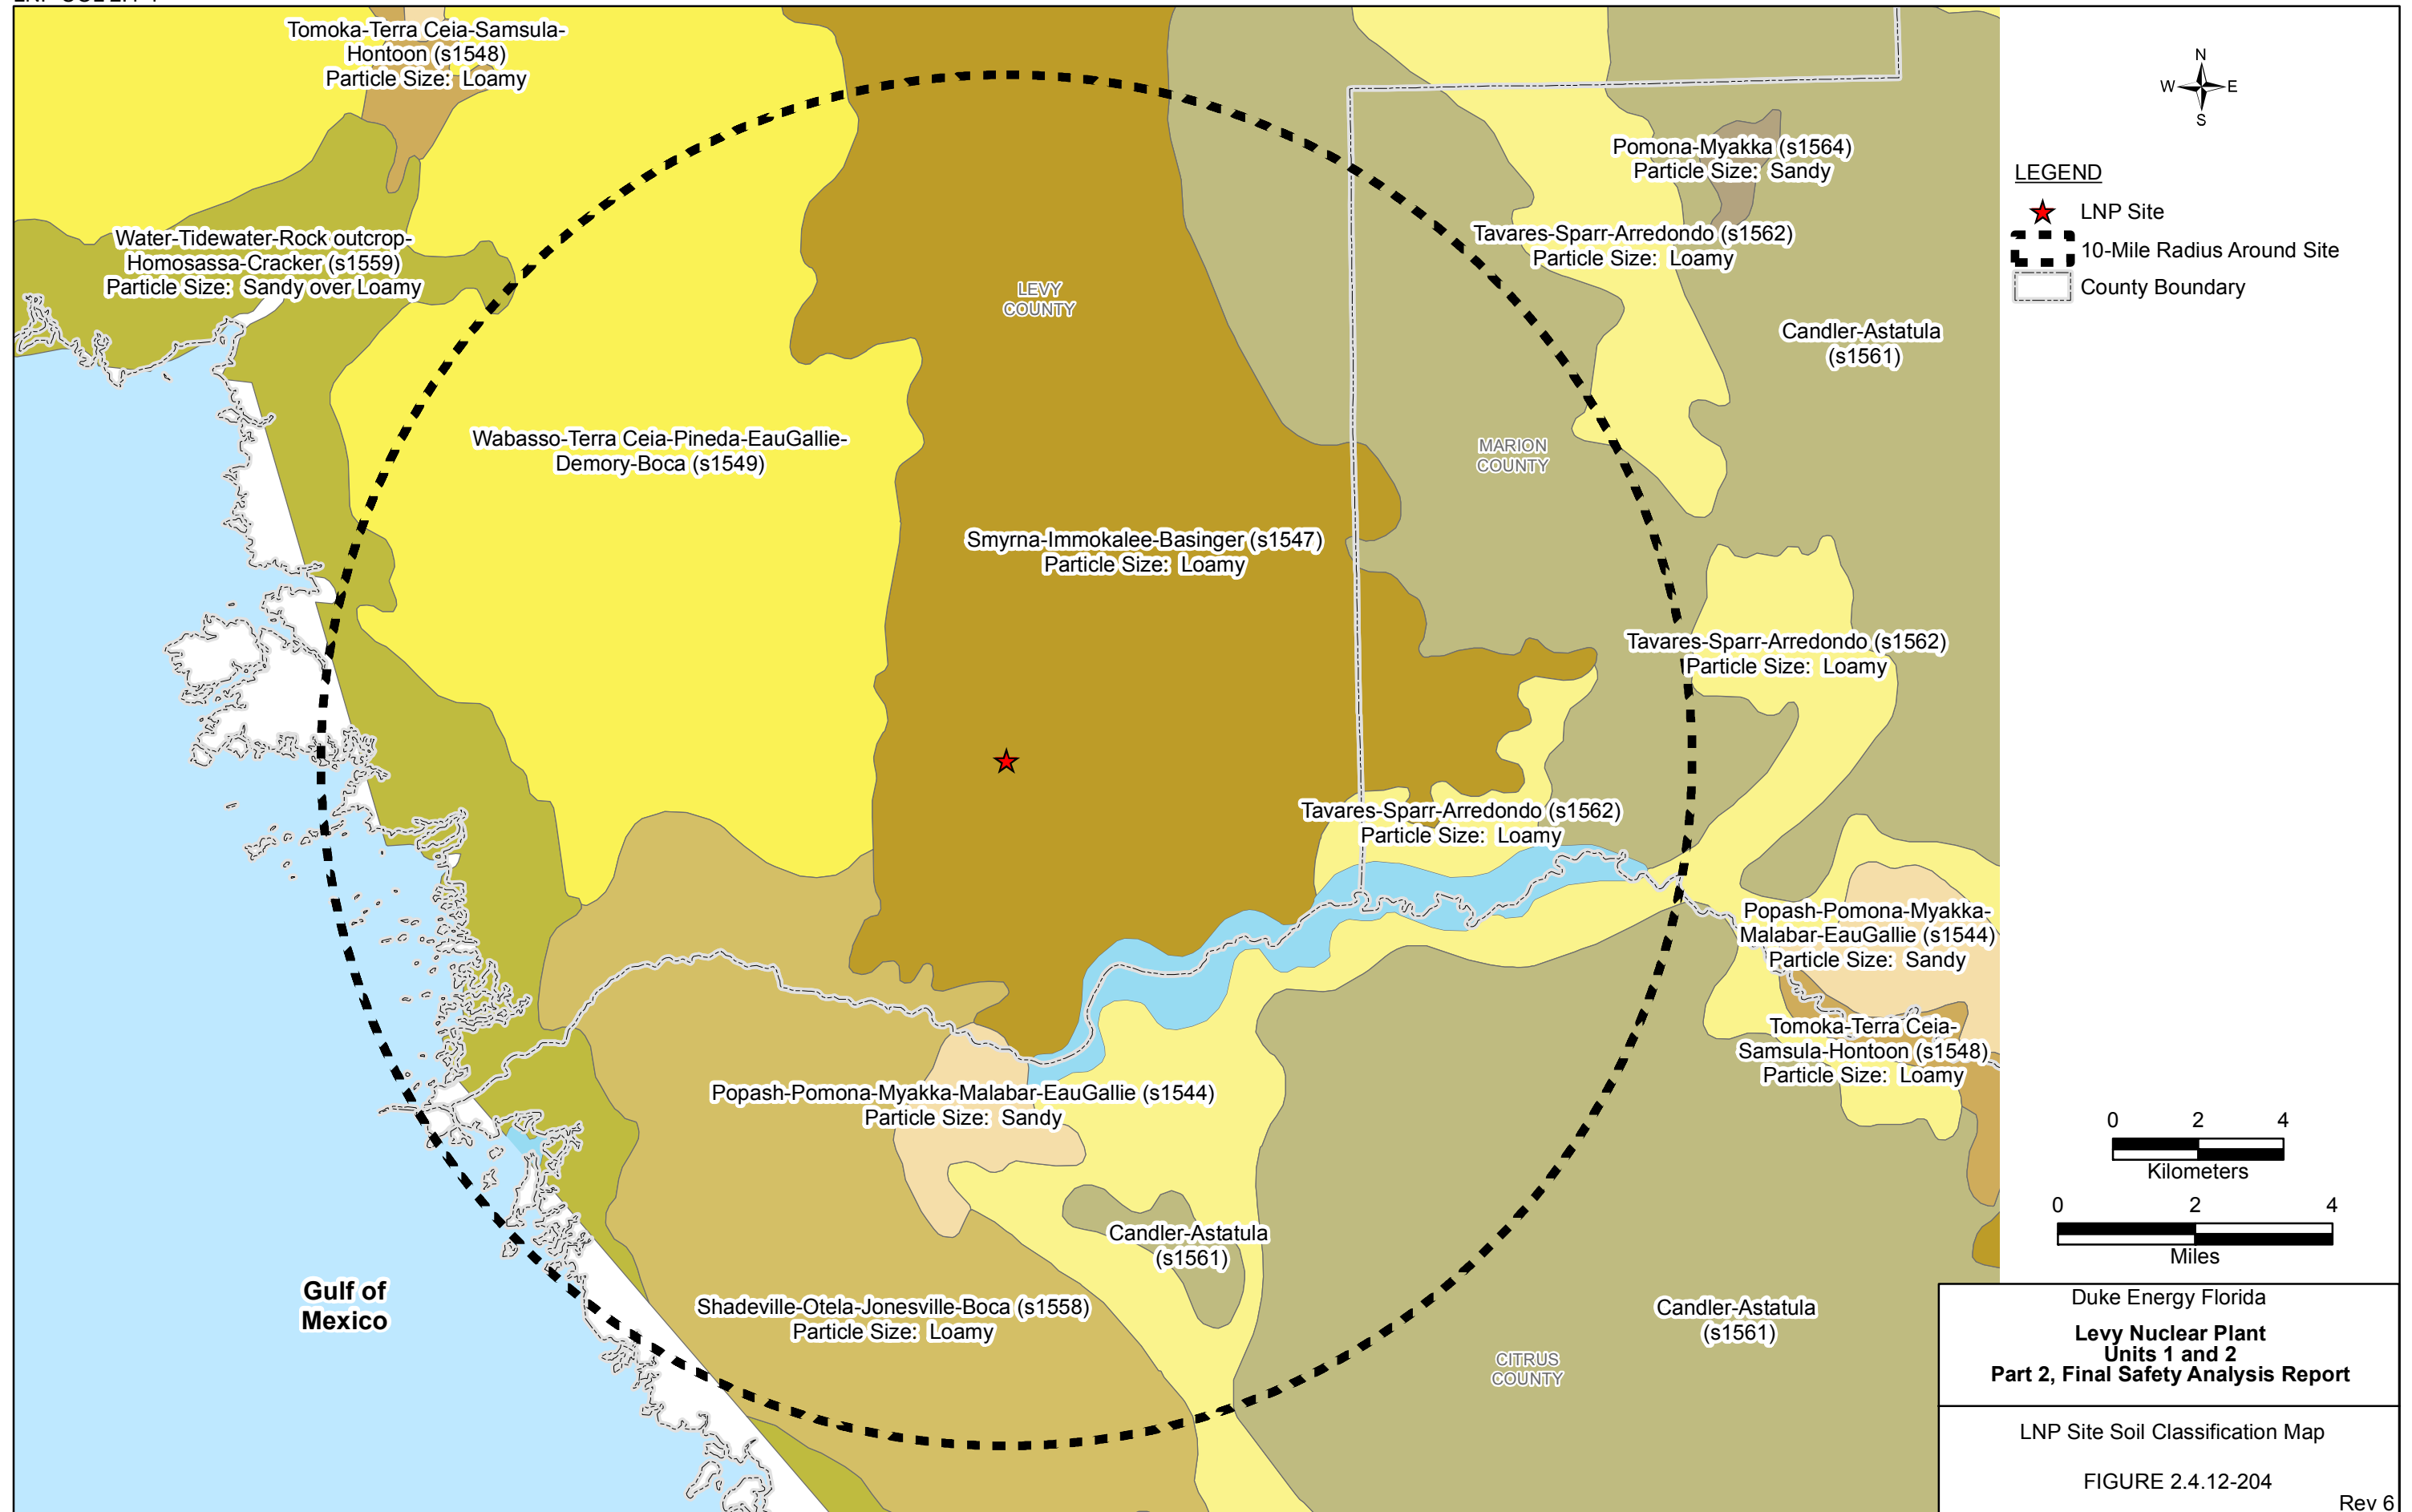 Tomoka-Terra Ceia-Samsula-
Hontoon (s1548)
Particle Size: Loamy
Water-Tidewater-Rock outcrop-
Homosassa-Cracker (s1559)
Particle Size: Sandy over Loamy
LEVY
COUNTY
Pomona-Myakka (s1564)
Particle Size: Sandy
Tavares-Sparr-Arredondo (s1562)
Particle Size: Loamy
Candler-Astatula
(s1561)
Wabasso-Terra Ceia-Pineda-EauGallie-
Demory-Boca (s1549)
MARION
COUNTY
Smyrna-Immokalee-Basinger (s1547)
Particle Size: Loamy
Tavares-Sparr-Arredondo (s1562)
Particle Size: Loamy
Tavares-Sparr-Arredondo (s1562)
Particle Size: Loamy
Popash-Pomona-Myakka-
Malabar-EauGallie (s1544)
Particle Size: Sandy
Tomoka-Terra Ceia-
Samsula-Hontoon (s1548)
Particle Size: Loamy
Popash-Pomona-Myakka-Malabar-EauGallie (s1544)
Particle Size: Sandy
Candler-Astatula
(s1561)
Gulf of
Mexico
Shadeville-Otela-Jonesville-Boca (s1558)
Particle Size: Loamy
Candler-Astatula
(s1561)
CITRUS
COUNTY
N
W E
S
LEGEND
LNP Site
10-Mile Radius Around Site
County Boundary
0 2 4
Kilometers
0 2 4
Miles
Duke Energy Florida
Levy Nuclear Plant
Units 1 and 2
Part 2, Final Safety Analysis Report
LNP Site Soil Classification Map
FIGURE 2.4.12-204
Rev 6